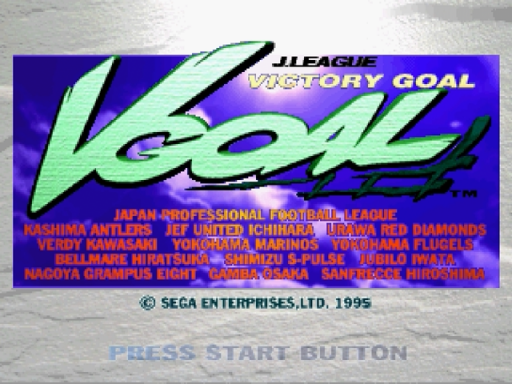 J.LEAGUE
VICTORY GOAL
VGOAL
TM
JAPAN PROFESSIONAL FOOTBALL LEAGUE
KASHIMA ANTLERS JEF UNITED ICHIHARA URAWA RED DIAMONDS
VERDY KAWASAKI YOKOHAMA MARINOS YOKOHAMA FLUGELS
BELLMARE HIRATSUKA SHIMIZU S-PULSE JUBILO IWATA
NAGOYA GRAMPUS EIGHT GAMBA OSAKA SANFRECCE HIROSHIMA
© SEGA ENTERPRISES,LTD. 1995
PRESS START BUTTON